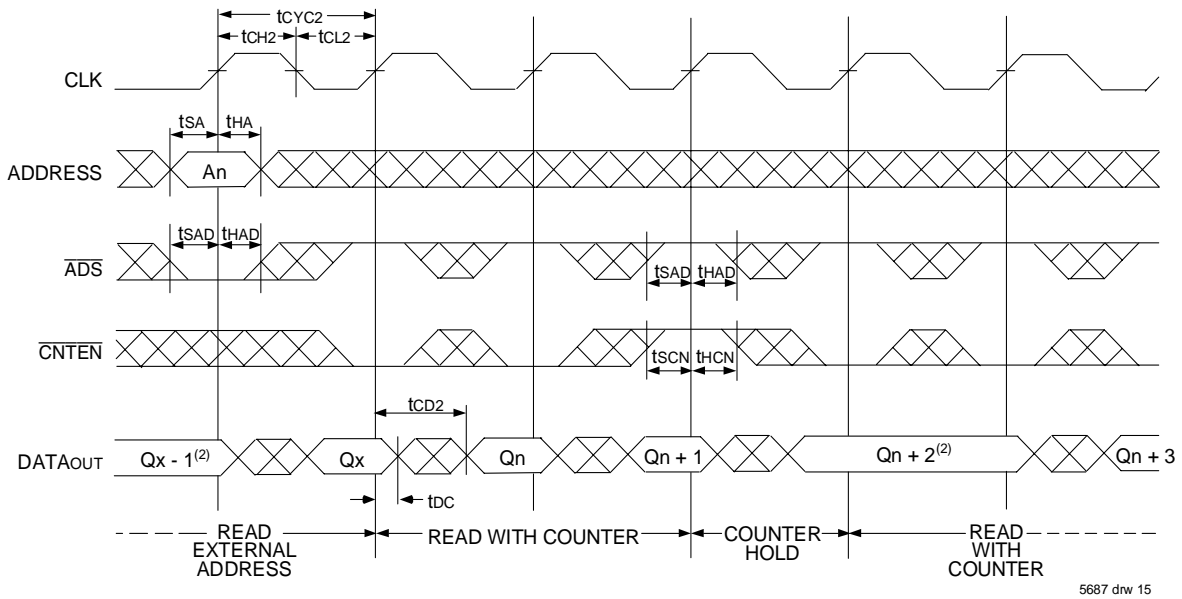 tCYC2
tCH2 tCL2
CLK
tSA tHA
ADDRESS An
tSAD tHAD
ADS
tSAD tHAD
CNTEN
tSCN tHCN
tCD2
DATAOUT Qx - 1(2) Qx Qn Qn + 1 Qn + 2(2) Qn + 3
tDC
READ EXTERNAL ADDRESS
READ WITH COUNTER
COUNTER HOLD
READ WITH COUNTER
5687 drw 15